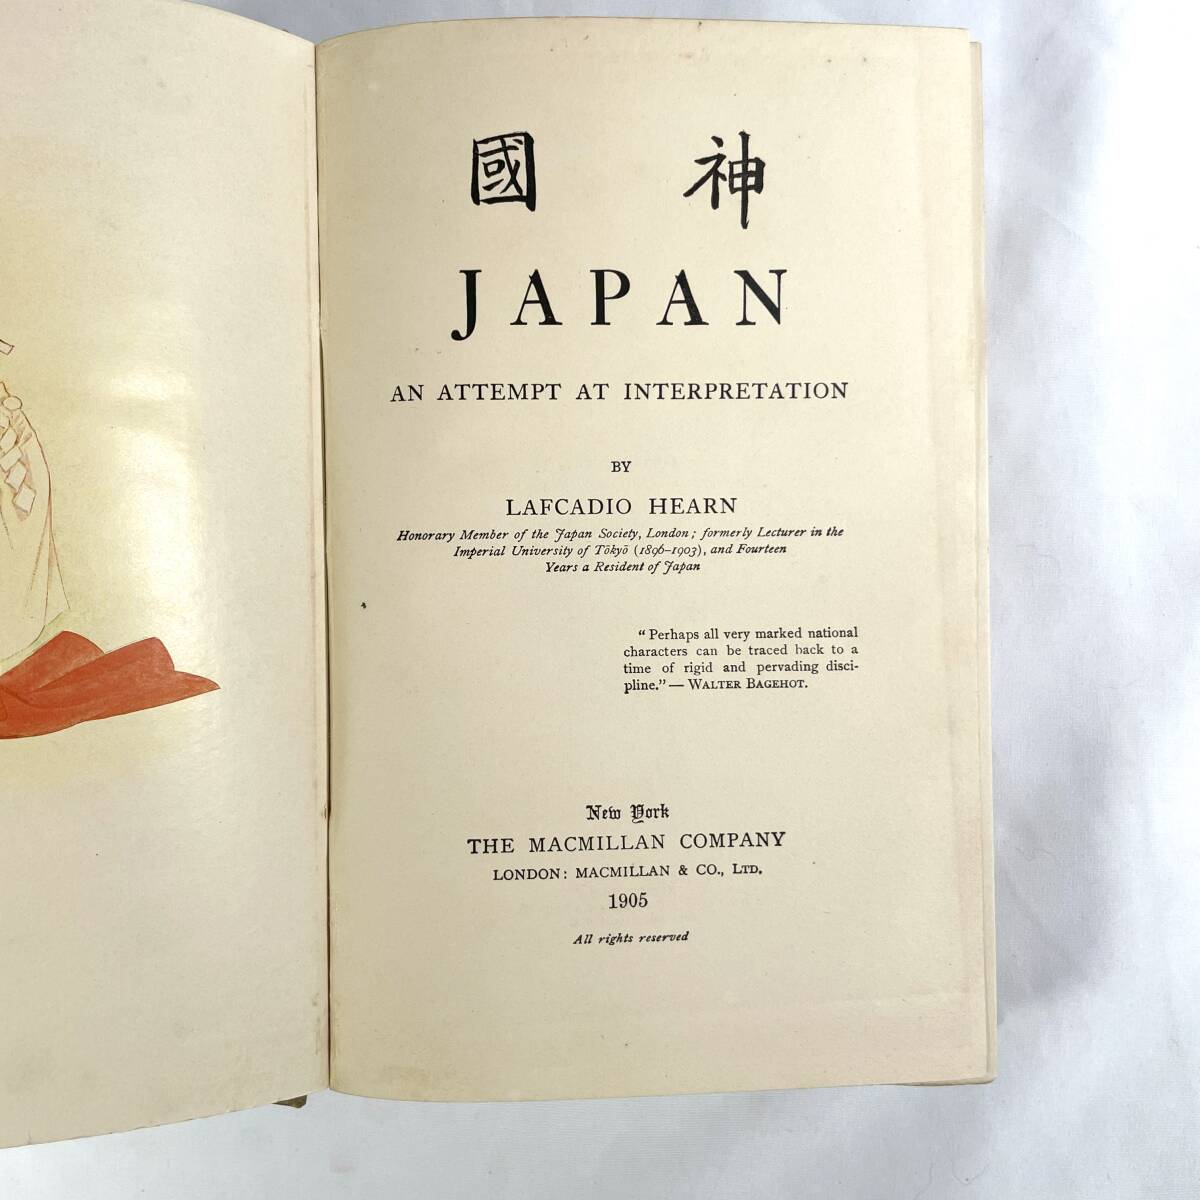 國 神
JAPAN
AN ATTEMPT AT INTERPRETATION
BY
LAFCADIO HEARN
Honorary Member of the Japan Society, London; formerly Lecturer in the
Imperial University of Tōkyō (1896–1903), and Fourteen
Years a Resident of Japan
“Perhaps all very marked national
characters can be traced back to a
time of rigid and pervading disci-
pline.” — WALTER BAGEHOT.
New York
THE MACMILLAN COMPANY
LONDON: MACMILLAN & CO., LTD.
1905
All rights reserved